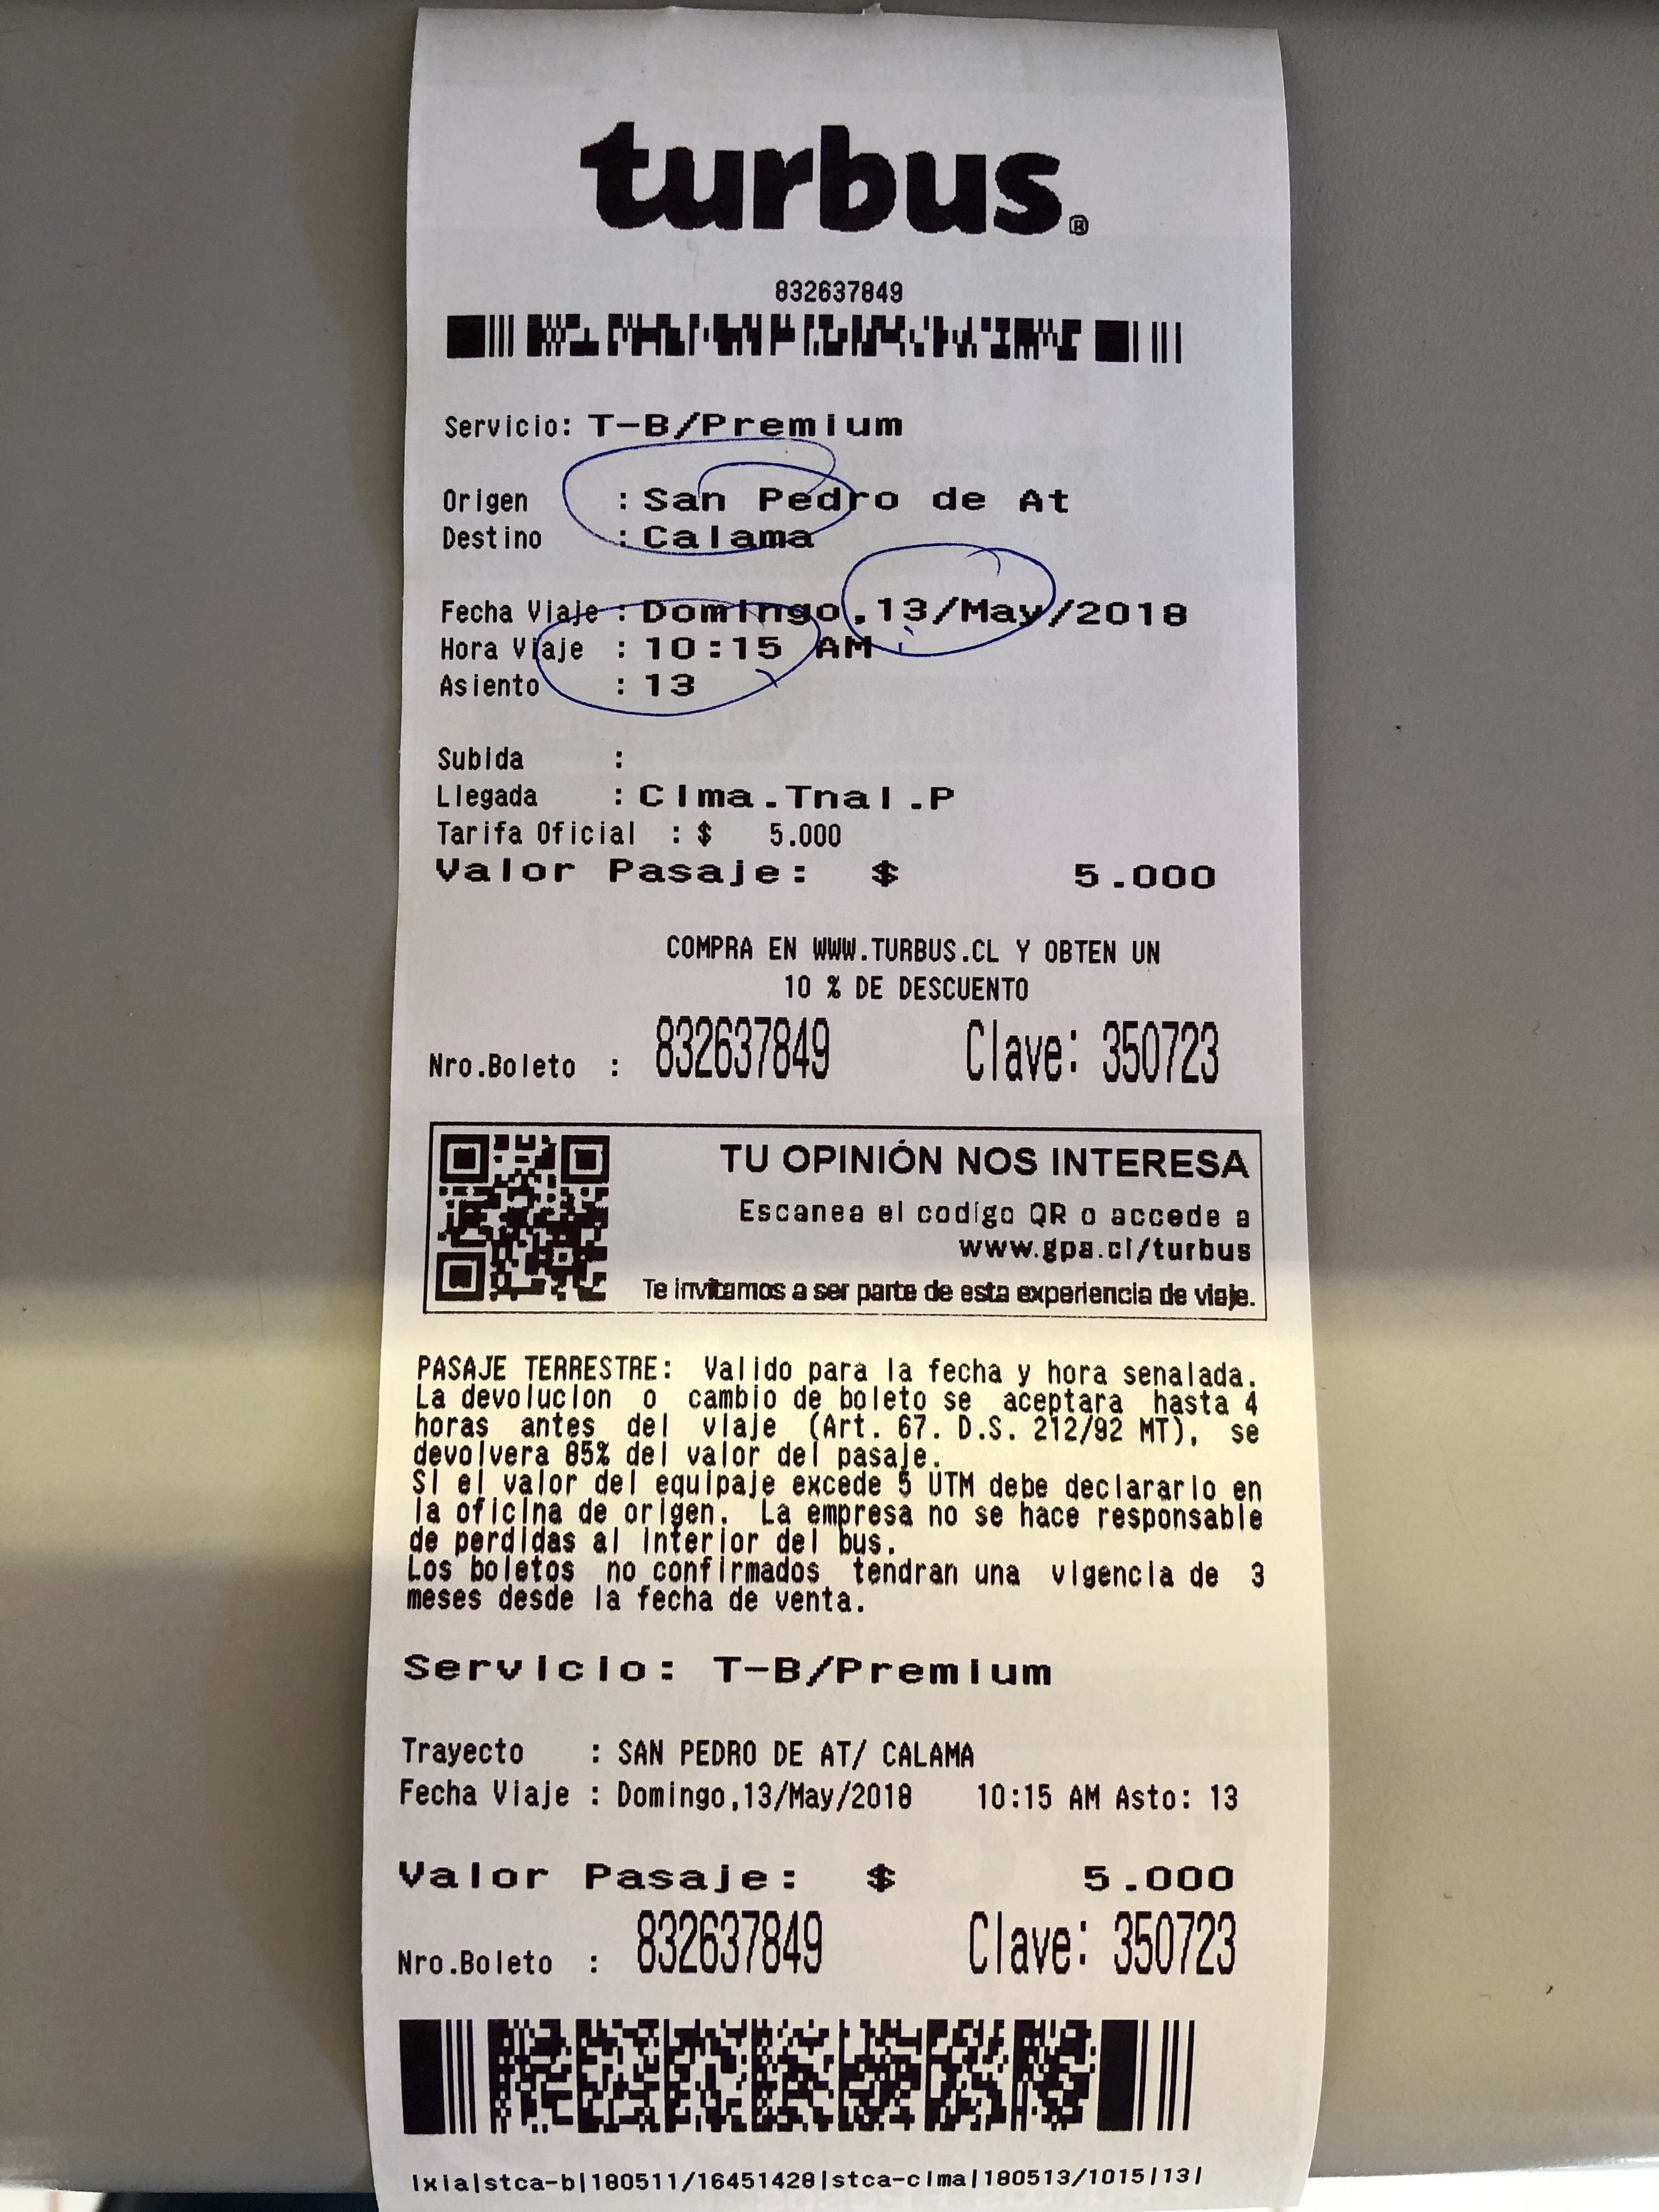 turbus®
832637849
Servicio: T-B/Premium
Origen : San Pedro de At
Destino : Calama
Fecha Viaje : Domingo,13/May/2018
Hora Viaje : 10:15 AM
Asiento : 13
Subida :
Llegada : Clma.Tnal.P
Tarifa Oficial : $ 5.000
Valor Pasaje: $ 5.000
COMPRA EN WWW.TURBUS.CL Y OBTEN UN
10 % DE DESCUENTO
Nro.Boleto : 832637849 Clave: 350723
TU OPINIÓN NOS INTERESA
Escanea el codigo QR o accede a
www.gpa.cl/turbus
Te invitamos a ser parte de esta experiencia de viaje.
PASAJE TERRESTRE: Valido para la fecha y hora senalada.
La devolucion o cambio de boleto se aceptara hasta 4
horas antes del viaje (Art. 67. D.S. 212/92 MT), se
devolvera 85% del valor del pasaje.
Si el valor del equipaje excede 5 UTM debe declararlo en
la oficina de origen. La empresa no se hace responsable
de perdidas al interior del bus.
Los boletos no confirmados tendran una vigencia de 3
meses desde la fecha de venta.
Servicio: T-B/Premium
Trayecto : SAN PEDRO DE AT/ CALAMA
Fecha Viaje : Domingo,13/May/2018 10:15 AM Asto: 13
Valor Pasaje: $ 5.000
Nro.Boleto : 832637849 Clave: 350723
lxia|stca-b|180511/16451428|stca-clma|180513/1015|13|